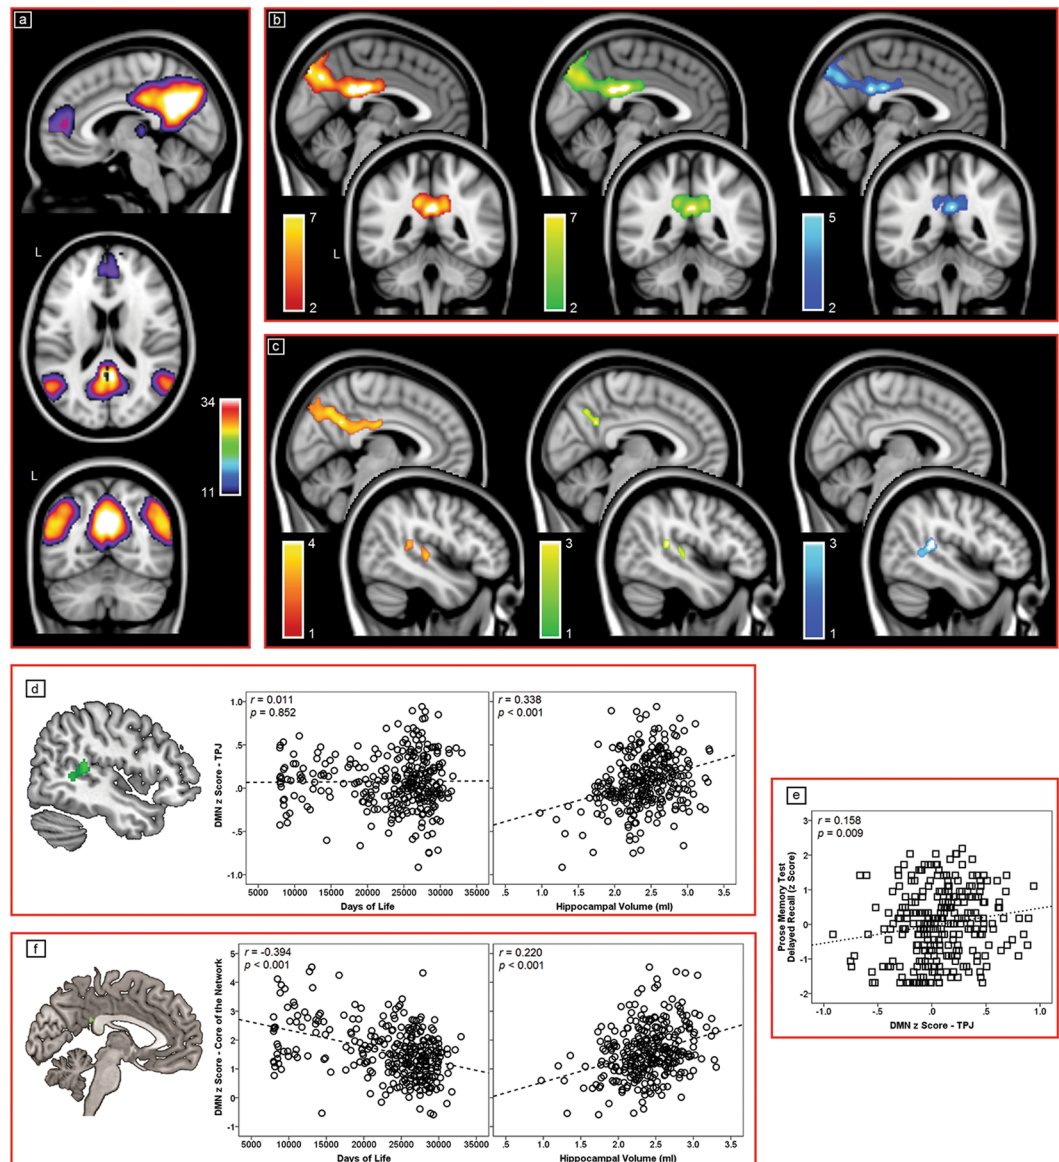 a
L
34
11
L
b
7
2
L
7
2
5
2
c
4
1
3
1
3
1
d
r = 0.011
p = 0.852
DMN z Score - TPJ
1.0
.5
.0
-.5
-1.0
5000 10000 15000 20000 25000 30000 35000
Days of Life
r = 0.338
p < 0.001
.5 1.0 1.5 2.0 2.5 3.0 3.5
Hippocampal Volume (ml)
e
r = 0.158
p = 0.009
Prose Memory Test
Delayed Recall (z Score)
3
2
1
0
-1
-2
-1.0 -.5 .0 .5 1.0
DMN z Score - TPJ
f
r = -0.394
p < 0.001
DMN z Score - Core of the Network
5
4
3
2
1
0
-1
5000 10000 15000 20000 25000 30000 35000
Days of Life
r = 0.220
p < 0.001
.5 1.0 1.5 2.0 2.5 3.0 3.5
Hippocampal Volume (ml)